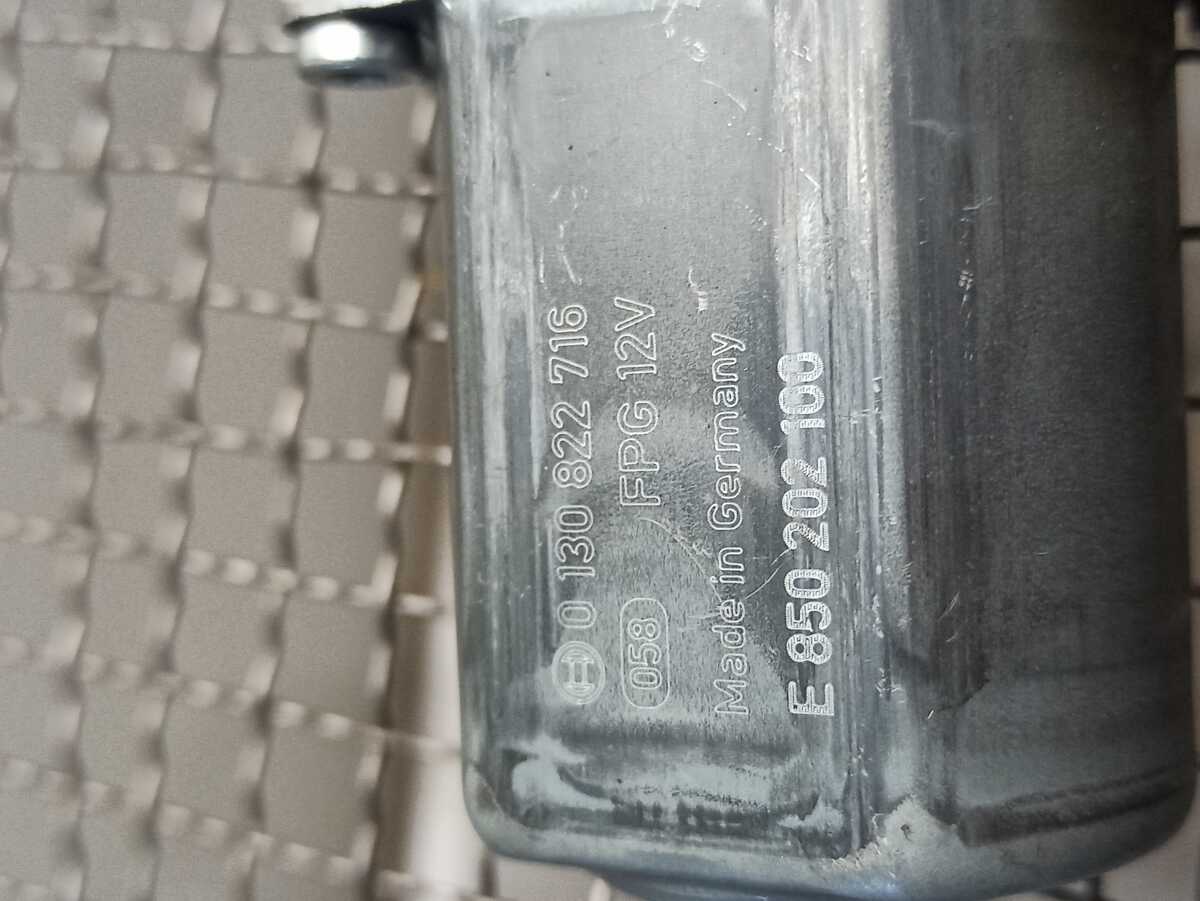 0 130 822 716
058 FPG 12V
Made in Germany
E 850 202 100